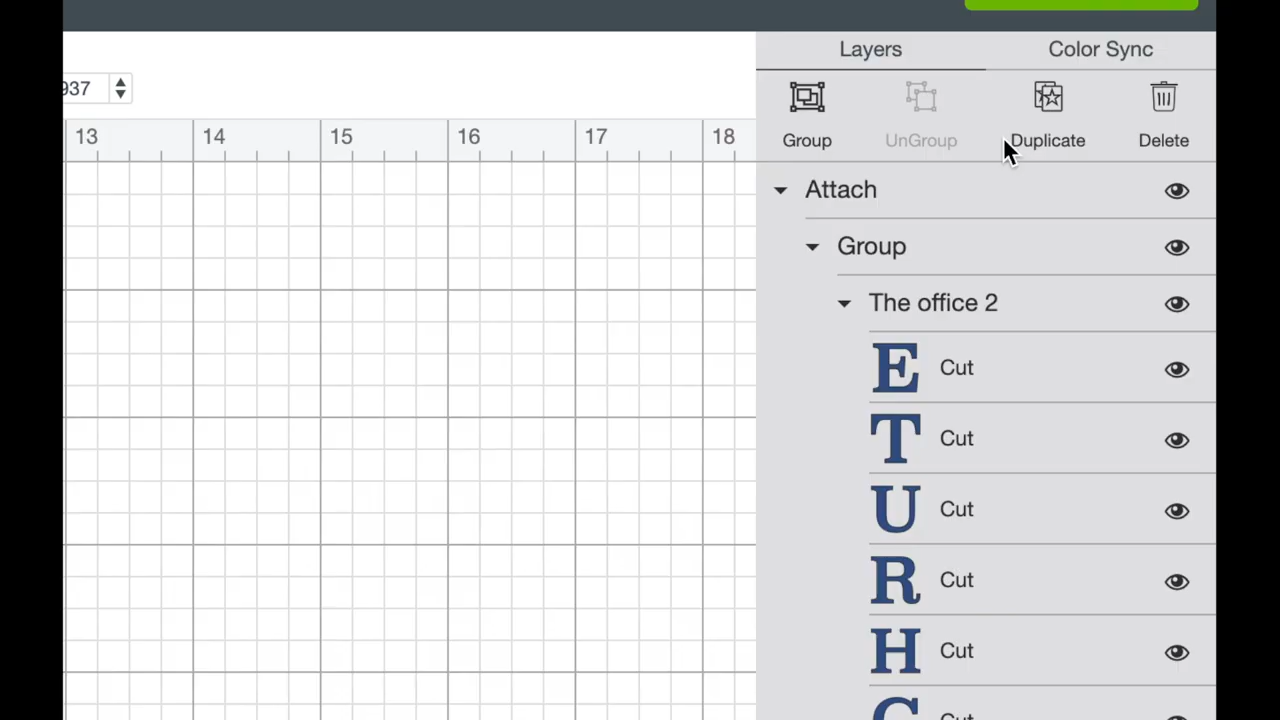 Layers Color Sync
937
Group UnGroup Duplicate Delete
13 14 15 16 17 18
Attach
Group
The office 2
E Cut
T Cut
U Cut
R Cut
H Cut
C Cut